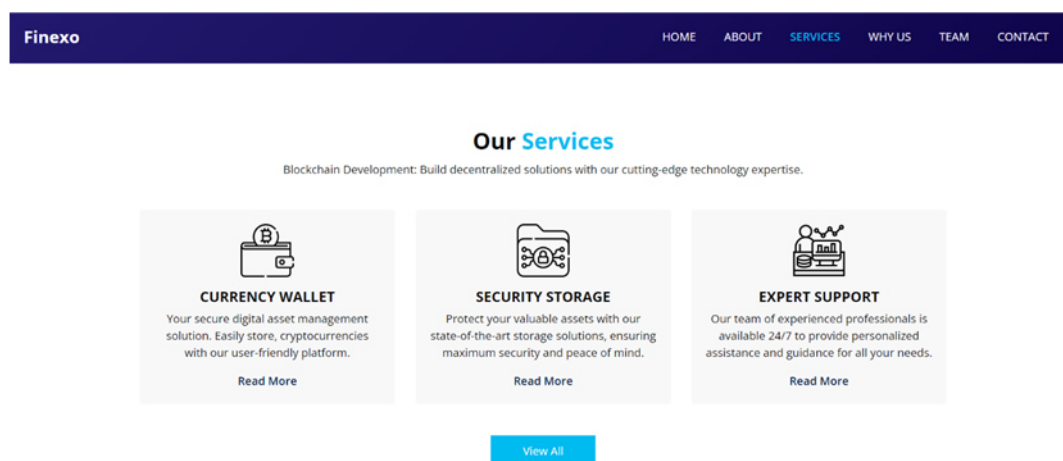 Finexo
HOME ABOUT SERVICES WHY US TEAM CONTACT
Our Services
Blockchain Development: Build decentralized solutions with our cutting-edge technology expertise.
CURRENCY WALLET
Your secure digital asset management
solution. Easily store, cryptocurrencies
with our user-friendly platform.
Read More
SECURITY STORAGE
Protect your valuable assets with our
state-of-the-art storage solutions, ensuring
maximum security and peace of mind.
Read More
EXPERT SUPPORT
Our team of experienced professionals is
available 24/7 to provide personalized
assistance and guidance for all your needs.
Read More
View All